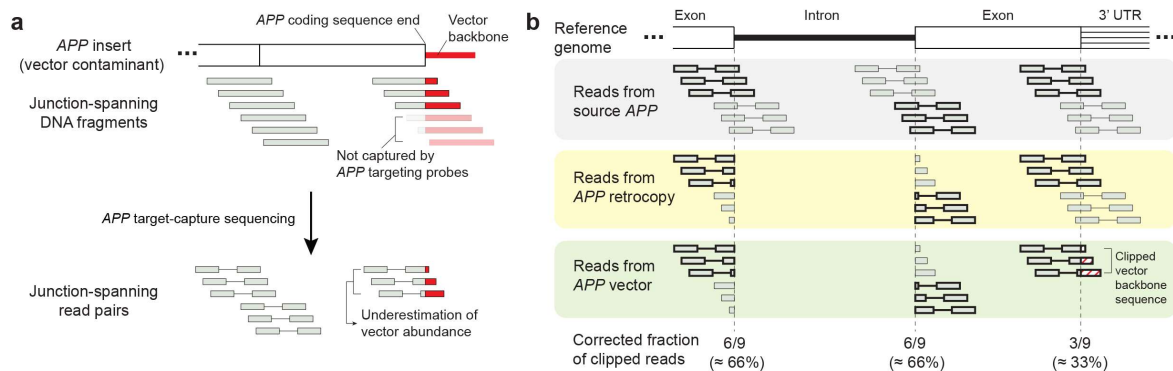 a
APP coding sequence end
Vector
backbone
APP insert
(vector contaminant)
Junction-spanning
DNA fragments
Not captured by
APP targeting probes
APP target-capture sequencing
Junction-spanning
read pairs
Underestimation of
vector abundance
b
Exon Intron Exon 3' UTR
Reference
genome
Reads from
source APP
Reads from
APP retrocopy
Reads from
APP vector
Clipped
vector
backbone
sequence
Corrected fraction
of clipped reads
6/9 6/9 3/9
(≈ 66%) (≈ 66%) (≈ 33%)